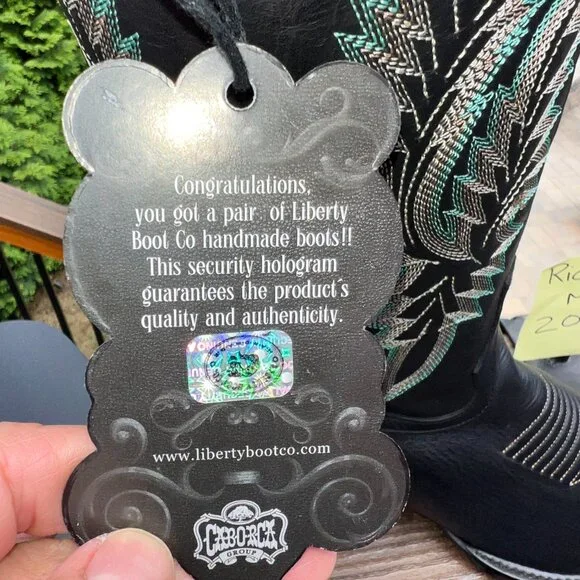 Congratulations,
you got a pair of Liberty
Boot Co handmade boots!!
This security hologram
guarantees the product's
quality and authenticity.
www.libertybootco.com
CABORCA
GROUP